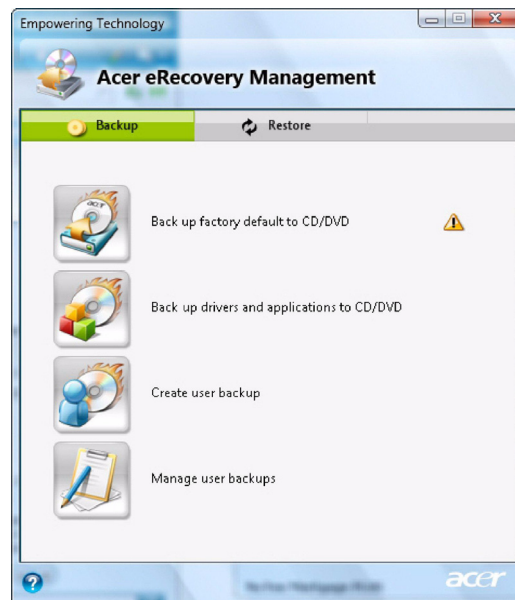 Empowering Technology
Acer eRecovery Management
Backup
Restore
Back up factory default to CD/DVD
Back up drivers and applications to CD/DVD
Create user backup
Manage user backups
acer